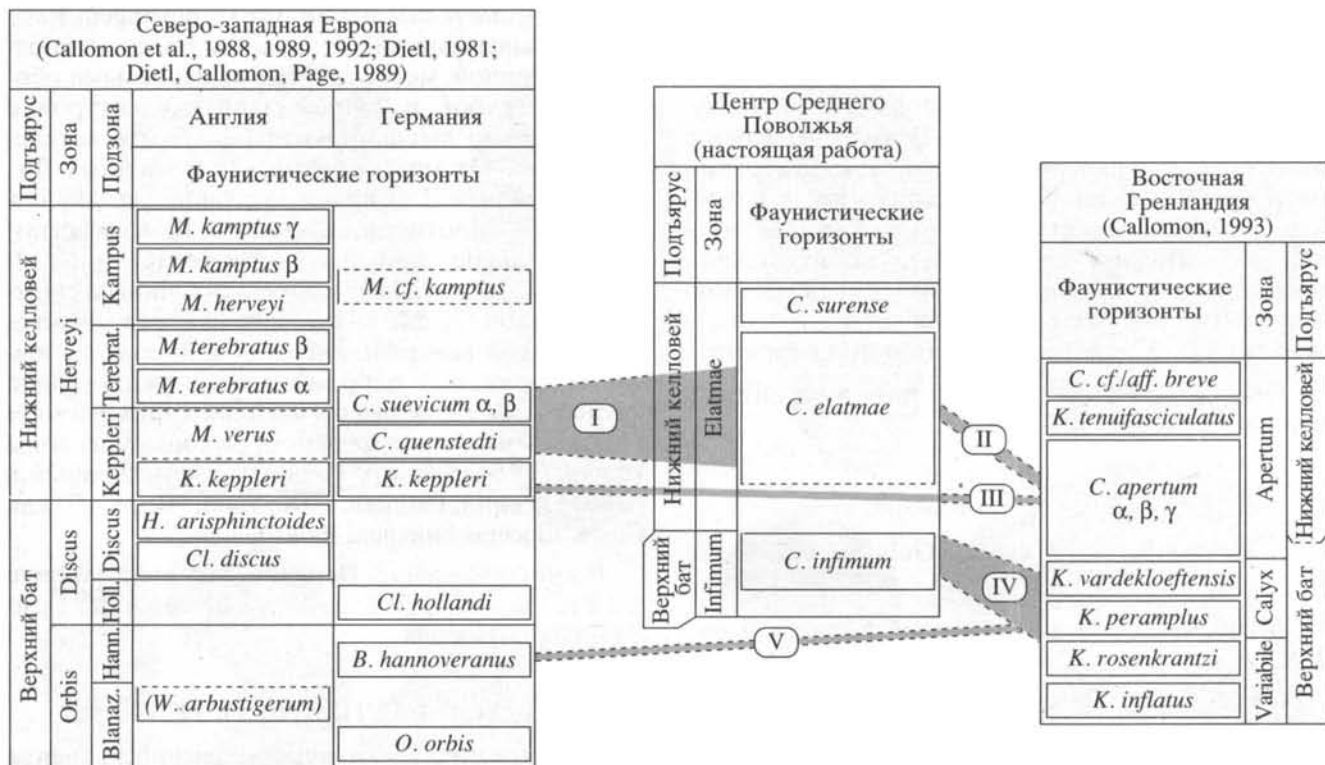 Северо-западная Европа
(Callomon et al., 1988, 1989, 1992; Dietl, 1981;
Dietl, Callomon, Page, 1989)
Подъярус
Зона
Подзона
Англия
Германия
Фаунистические горизонты
Нижний келловей
Верхний бат
Herveyi
Discus
Orbis
Kampus
Terebrat.
Keppleri
Discus
Holl.
Hann.
Blanaz.
M. kamptus γ
M. kamptus β
M. herveyi
M. terebratus β
M. terebratus α
M. verus
K. keppleri
H. arisphinctoides
Cl. discus
(W. arbustigerum)
M. cf. kamptus
C. suevicum α, β
C. quenstedti
K. keppleri
Cl. hollandi
B. hannoveranus
O. orbis
I
II
III
IV
V
Центр Среднего
Поволжья
(настоящая работа)
Подъярус
Зона
Фаунистические
горизонты
Нижний келловей
Верхний
бат
Elatmae
Infimum
C. surense
C. elatmae
C. infimum
Восточная
Гренландия
(Callomon, 1993)
Фаунистические
горизонты
Зона
Подъярус
C. cf./aff. breve
K. tenuifasciculatus
C. apertum
α, β, γ
K. vardekloeftensis
K. peramplus
K. rosenkrantzi
K. inflatus
Apertum
Calyx
Variabile
Нижний келловей
Верхний бат